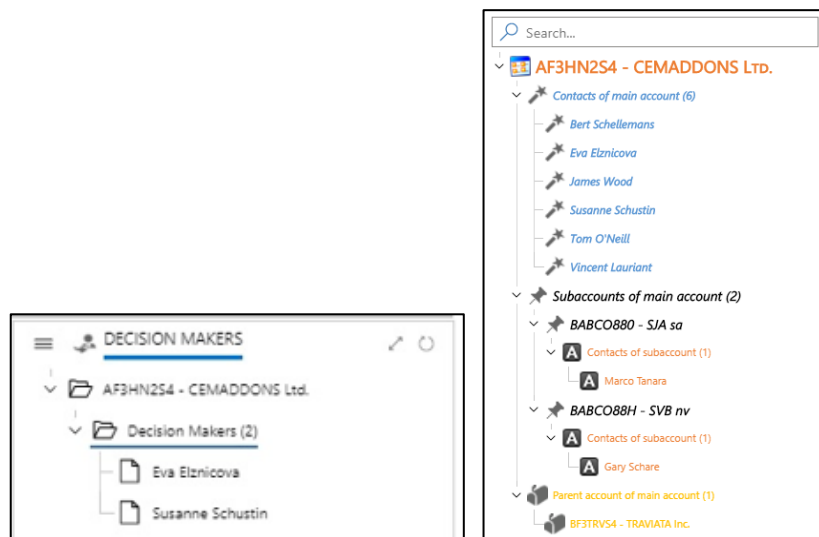 DECISION MAKERS
AF3HN2S4 - CEMADDONS Ltd.
Decision Makers (2)
Eva Elznicova
Susanne Schustin
Search...
AF3HN2S4 - CEMADDONS LTD.
Contacts of main account (6)
Bert Schellemans
Eva Elznicova
James Wood
Susanne Schustin
Tom O'Neill
Vincent Lauriant
Subaccounts of main account (2)
BABCO880 - SJA sa
A Contacts of subaccount (1)
A Marco Tanara
BABCO88H - SVB nv
A Contacts of subaccount (1)
A Gary Schare
Parent account of main account (1)
BF3TRVS4 - TRAVIATA Inc.